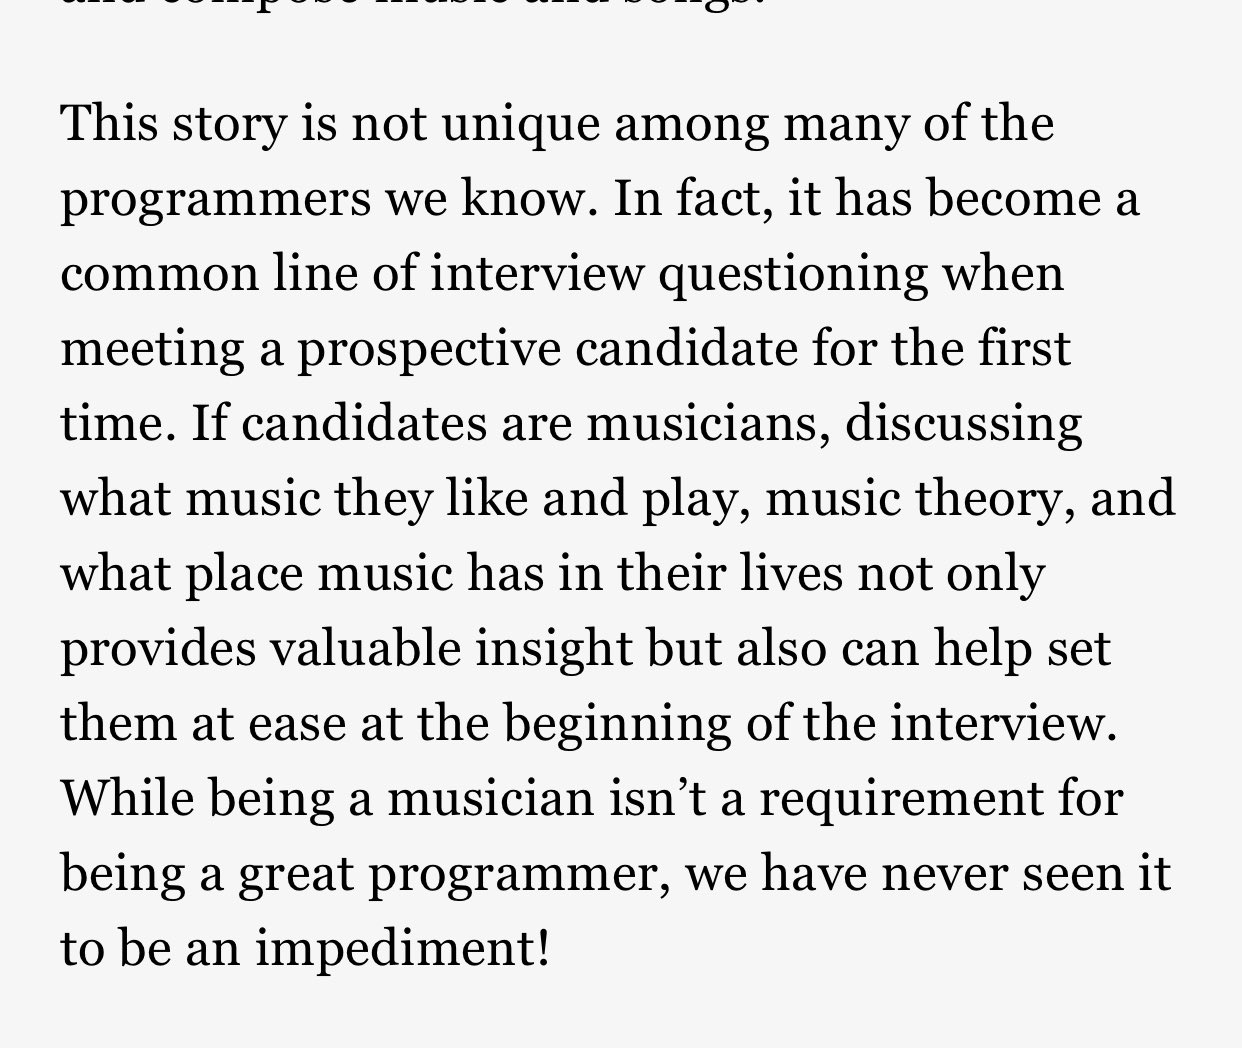 and compose music and songs.
This story is not unique among many of the
programmers we know. In fact, it has become a
common line of interview questioning when
meeting a prospective candidate for the first
time. If candidates are musicians, discussing
what music they like and play, music theory, and
what place music has in their lives not only
provides valuable insight but also can help set
them at ease at the beginning of the interview.
While being a musician isn’t a requirement for
being a great programmer, we have never seen it
to be an impediment!